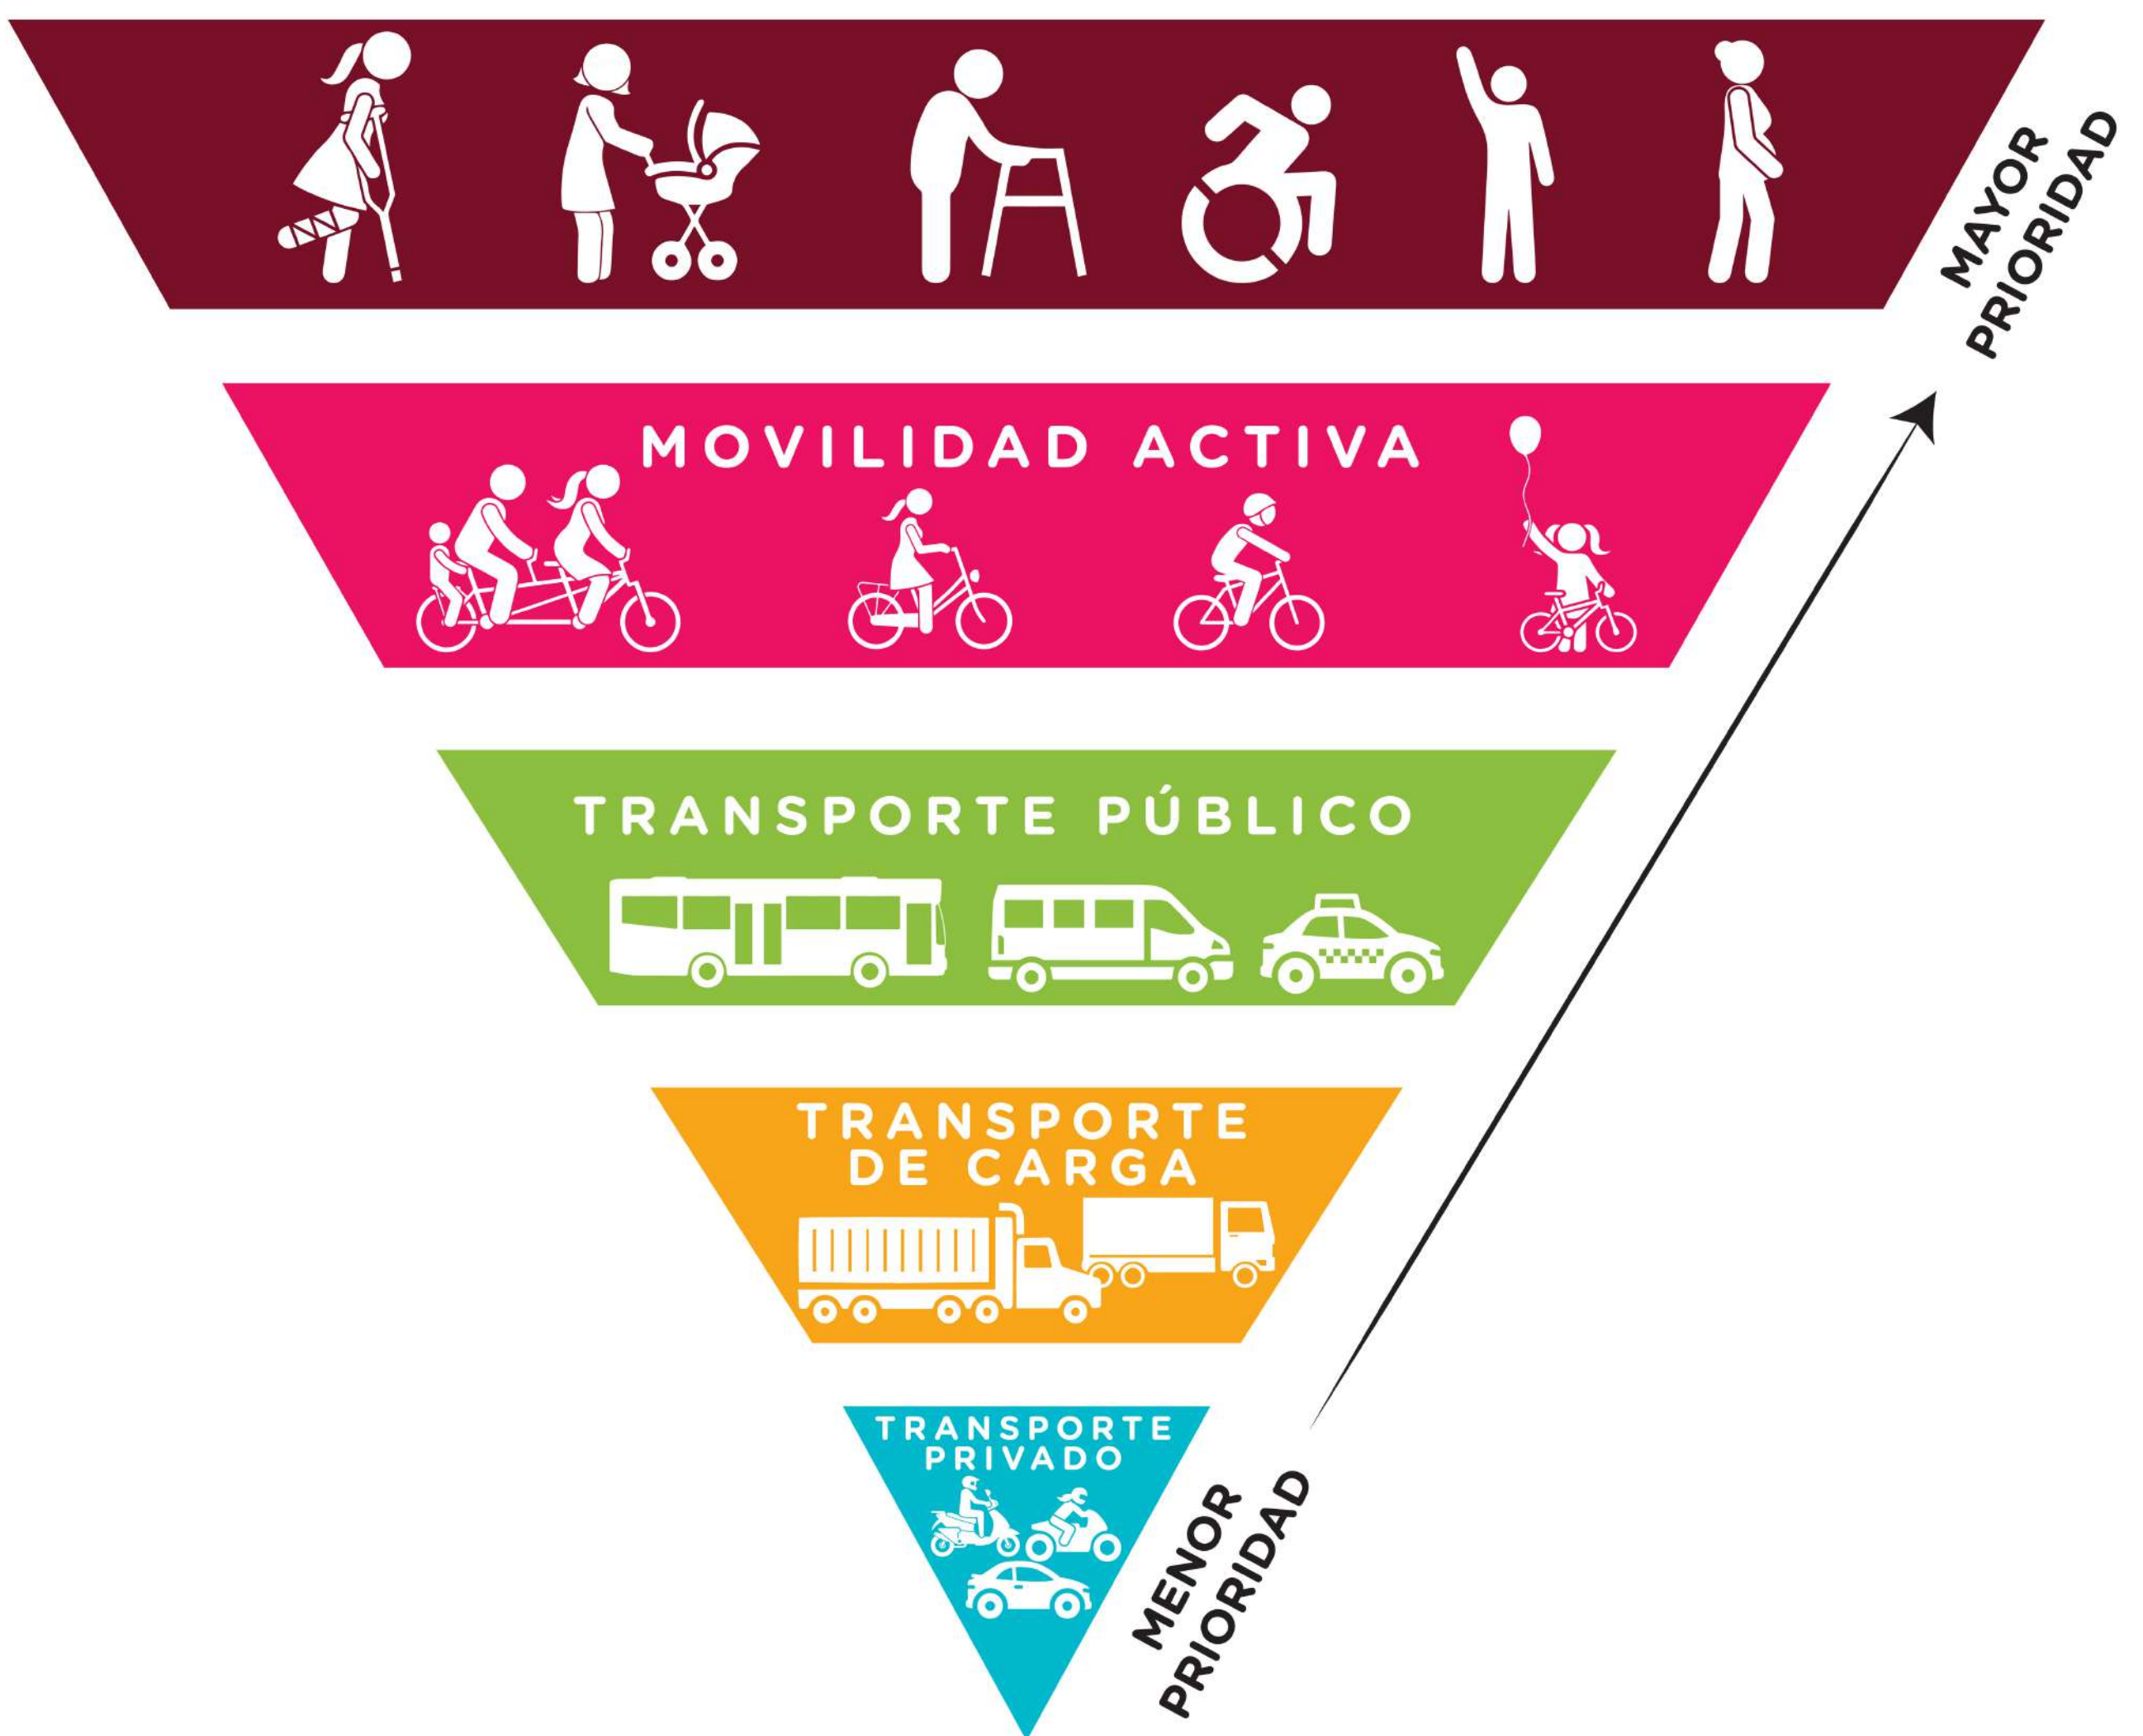 MAYOR
PRIORIDAD
MOVILIDAD ACTIVA
TRANSPORTE PÚBLICO
TRANSPORTE
DE CARGA
TRANSPORTE
PRIVADO
MENOR
PRIORIDAD